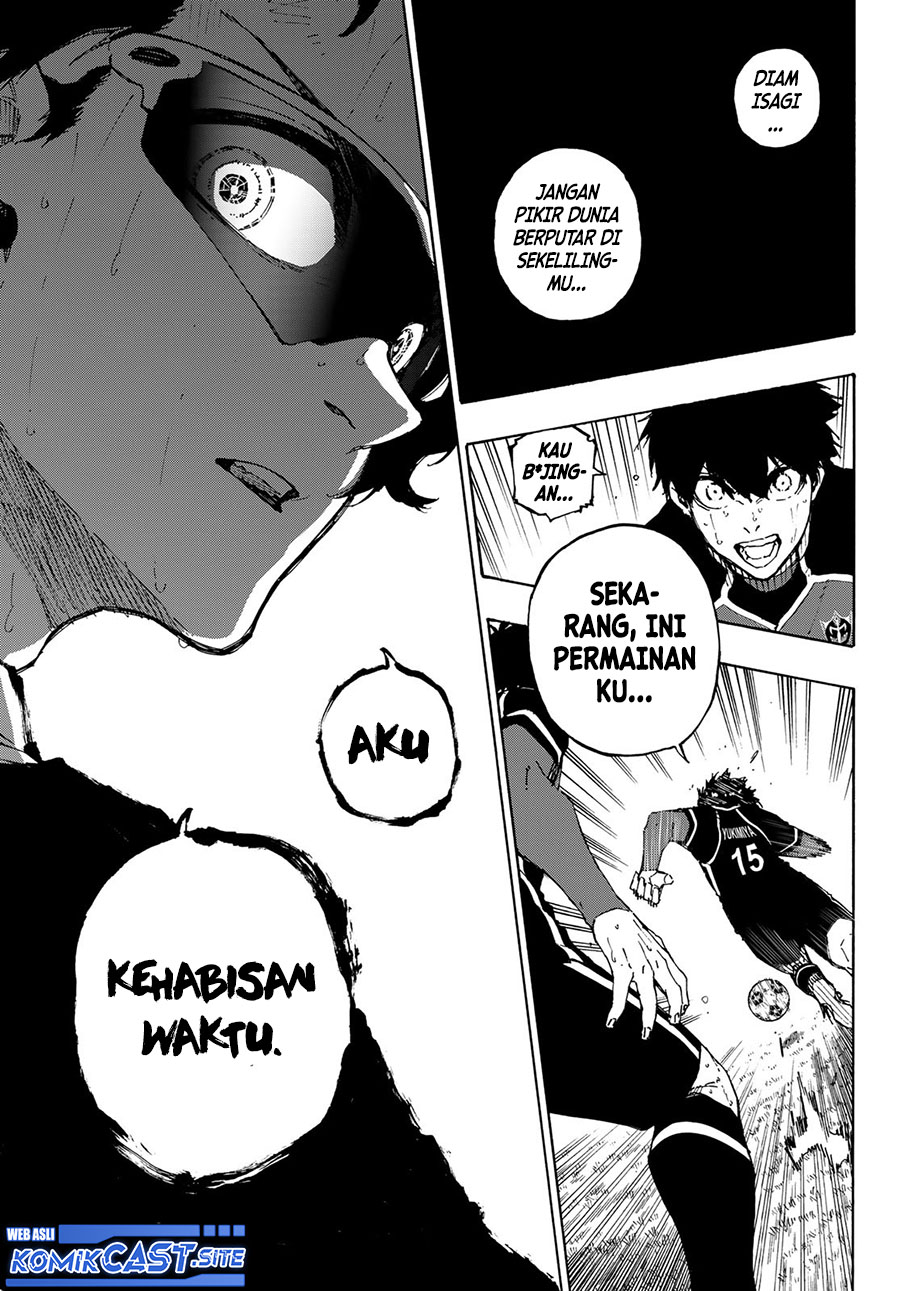 DIAM
ISAGI
...
JANGAN
PIKIR DUNIA
BERPUTAR DI
SEKELILING-
MU...
KAU
B*JING-
AN...
SEKA-
RANG, INI
PERMAINAN
KU...
YUKIMIYA
15
AKU
KEHABISAN
WAKTU.
WEB ASLI
KOMIKCAST.SITE